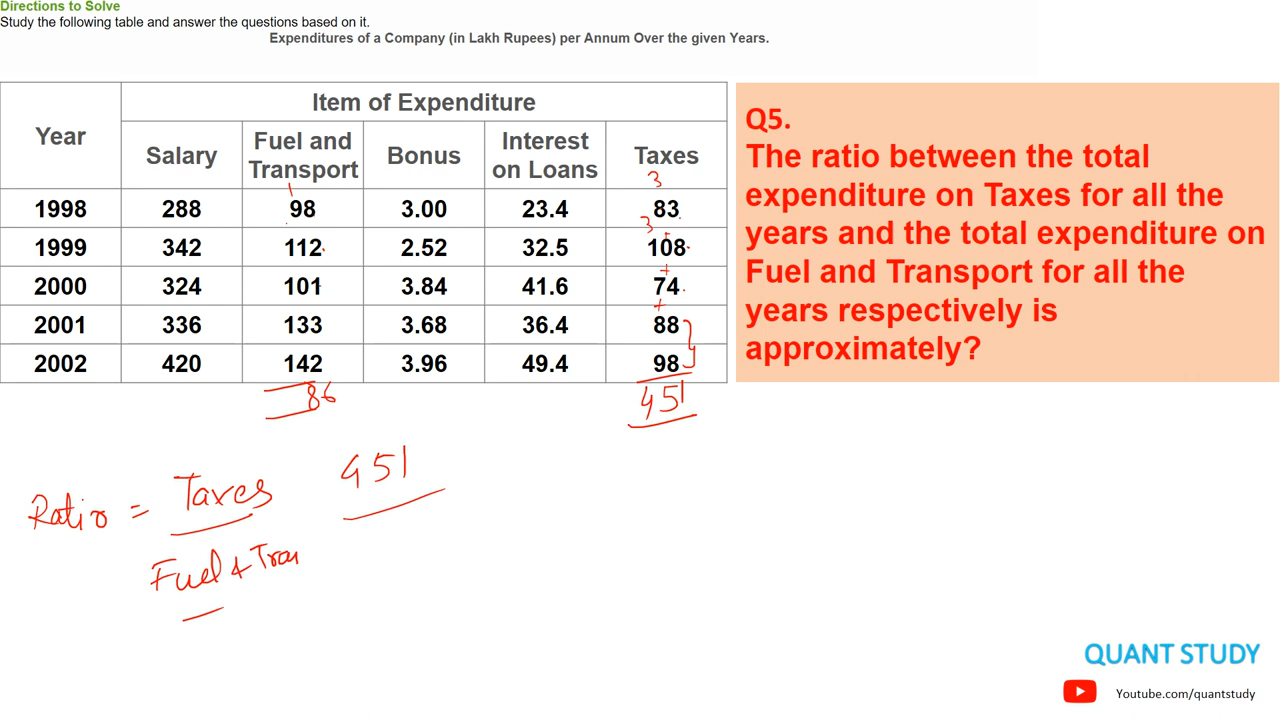 Directions to Solve
Study the following table and answer the questions based on it.
Expenditures of a Company (in Lakh Rupees) per Annum Over the given Years.
Year Item of Expenditure
Salary Fuel and Transport Bonus Interest on Loans Taxes
1 3
1998 288 98 3.00 23.4 83
3 +
1999 342 112 2.52 32.5 108
+
2000 324 101 3.84 41.6 74
+
2001 336 133 3.68 36.4 88
2002 420 142 3.96 49.4 98
86 451
Q5.
The ratio between the total
expenditure on Taxes for all the
years and the total expenditure on
Fuel and Transport for all the
years respectively is
approximately?
Ratio = Taxes 451
Fuel & Tran
QUANT STUDY
Youtube.com/quantstudy